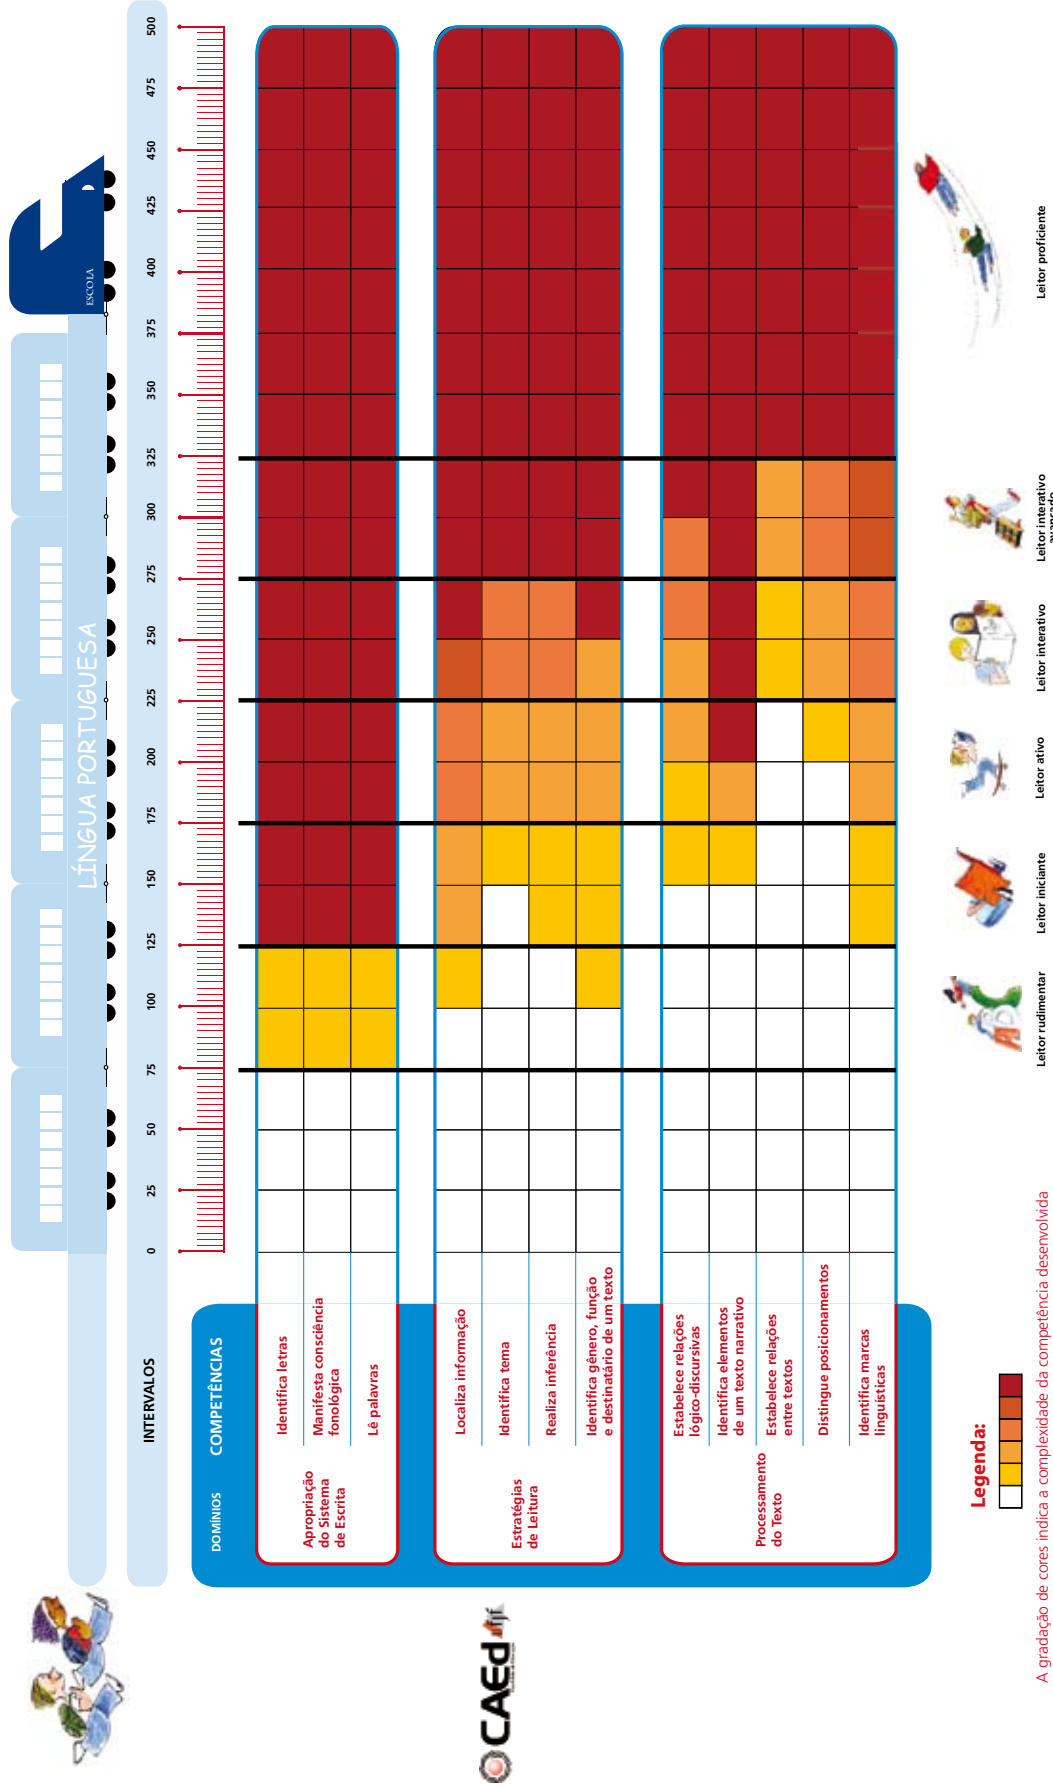 ESCOLA
LÍNGUA PORTUGUESA
INTERVALOS
0 25 50 75 100 125 150 175 200 225 250 275 300 325 350 375 400 425 450 475 500
DOMÍNIOS
COMPETÊNCIAS
Apropriação
do Sistema
de Escrita
Identifica letras
Manifesta consciência
fonológica
Lê palavras
Estratégias
de Leitura
Localiza informação
Identifica tema
Realiza inferência
Identifica gênero, função
e destinatário de um texto
Processamento
do Texto
Estabelece relações
lógico-discursivas
Identifica elementos
de um texto narrativo
Estabelece relações
entre textos
Distingue posicionamentos
Identifica marcas
linguísticas
CAEd ufjf
Legenda:
Leitor rudimentar
Leitor iniciante
Leitor ativo
Leitor interativo
Leitor interativo
avançado
Leitor proficiente
A gradação de cores indica a complexidade da competência desenvolvida